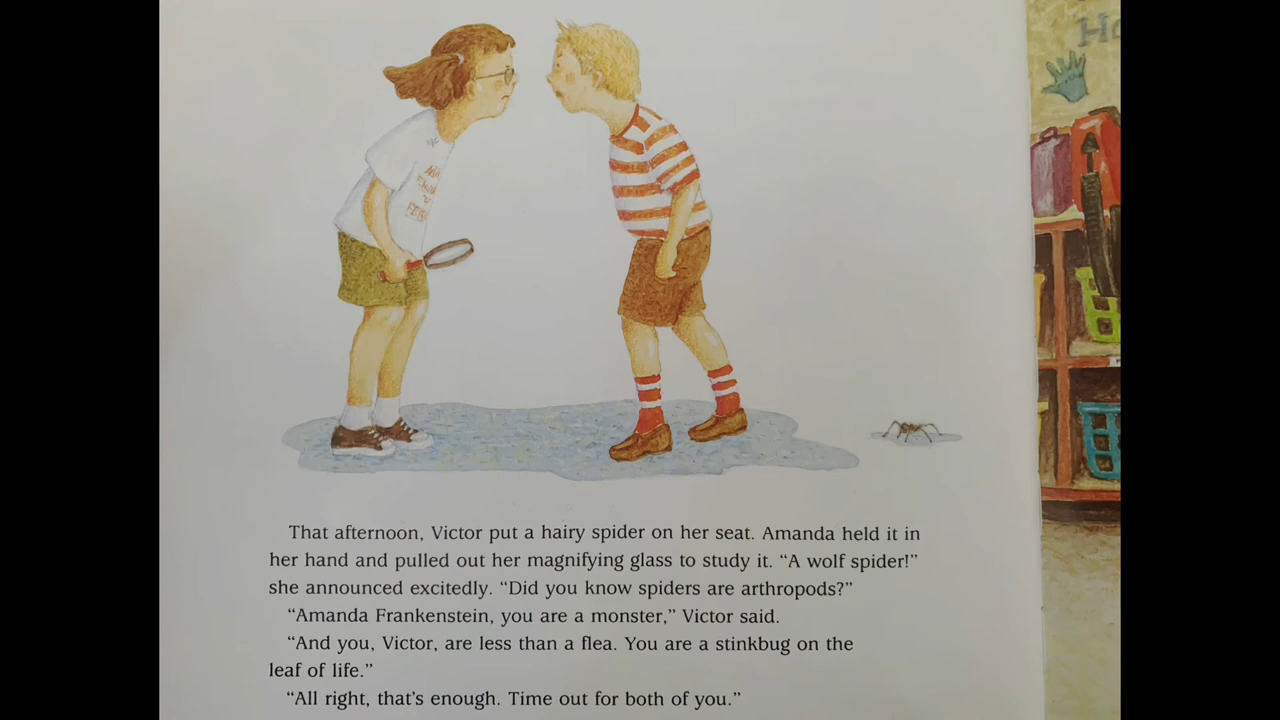 Ho
That afternoon, Victor put a hairy spider on her seat. Amanda held it in
her hand and pulled out her magnifying glass to study it. “A wolf spider!”
she announced excitedly. “Did you know spiders are arthropods?”
“Amanda Frankenstein, you are a monster,” Victor said.
“And you, Victor, are less than a flea. You are a stinkbug on the
leaf of life.”
“All right, that’s enough. Time out for both of you.”